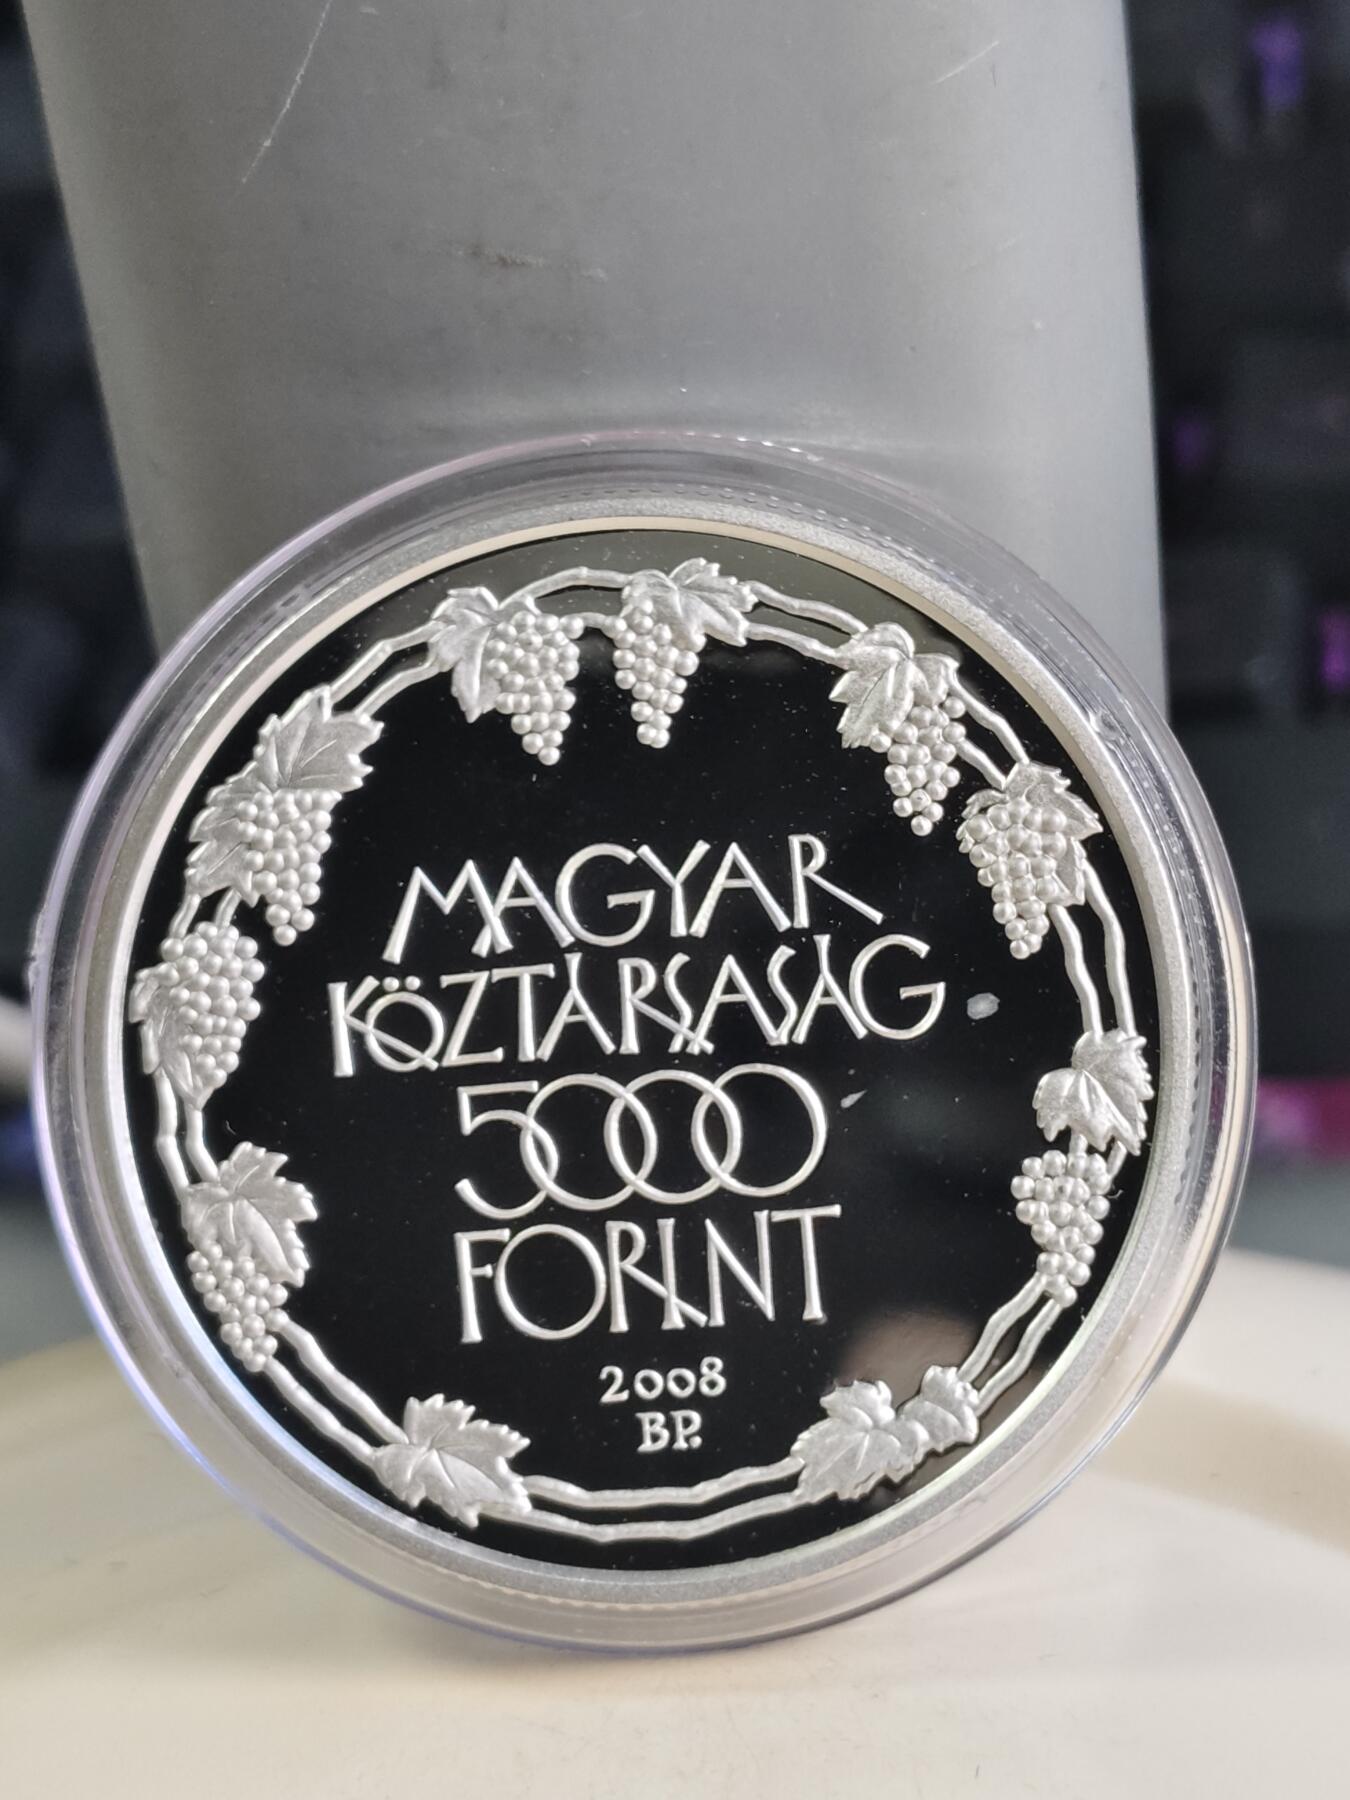 MAGYAR
KÖZTÁRSASÁG
5000
FORINT
2008
BP.